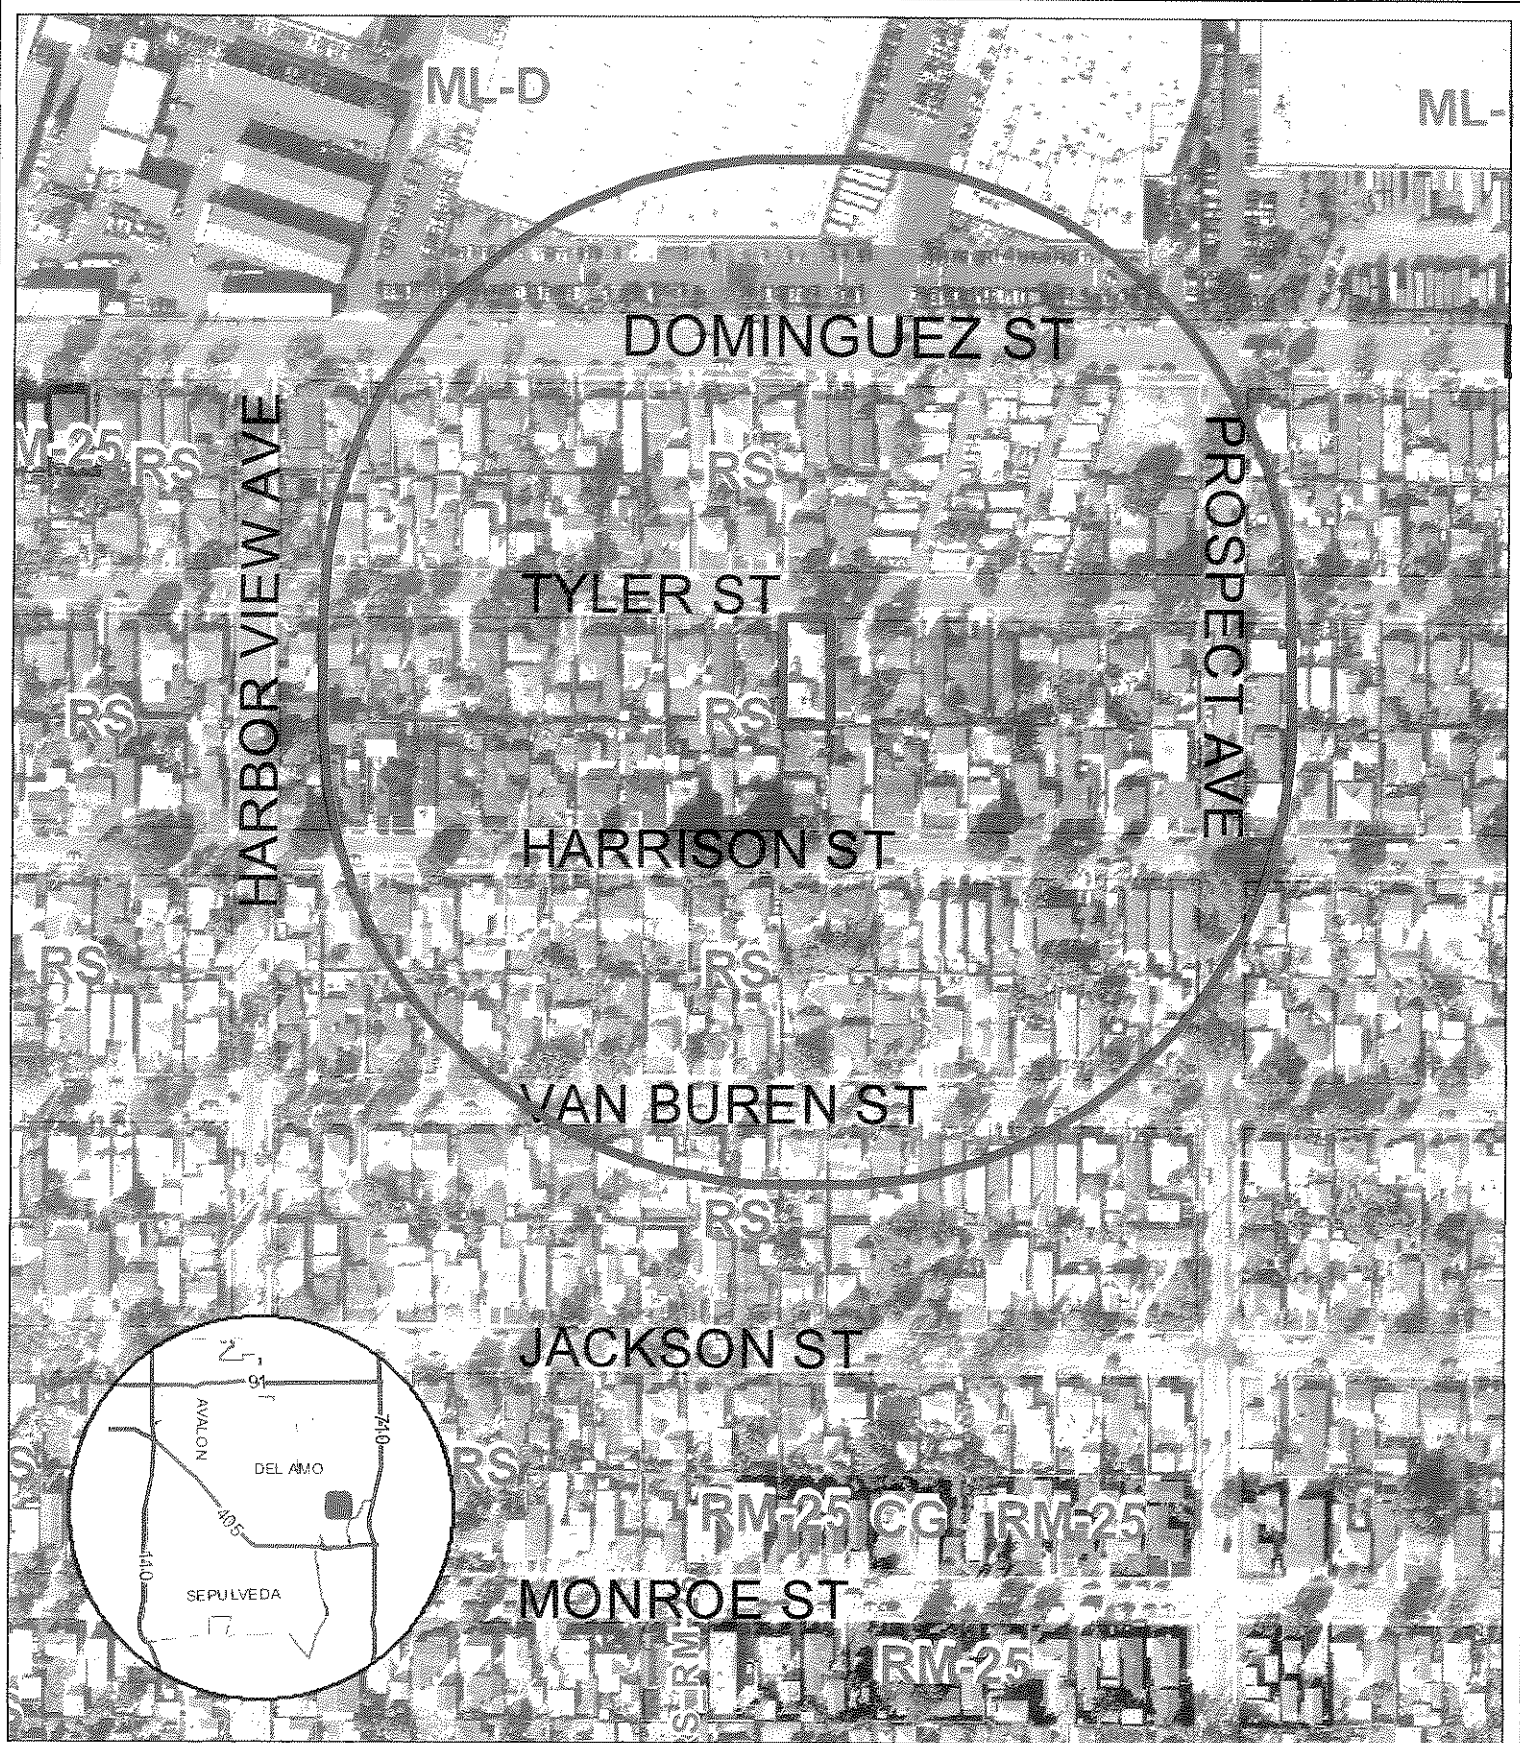 ML-D
ML-
DOMINGUEZ ST
M-25
RS
RS
HARBOR VIEW AVE
PROSPECT AVE
TYLER ST
RS
RS
HARRISON ST
RS
RS
VAN BUREN ST
RS
JACKSON ST
91
AVALON
710
DEL AMO
405
110
SEPULVEDA
S
RS
RM-25
CG
RM-25
MONROE ST
RM-25
S
RM